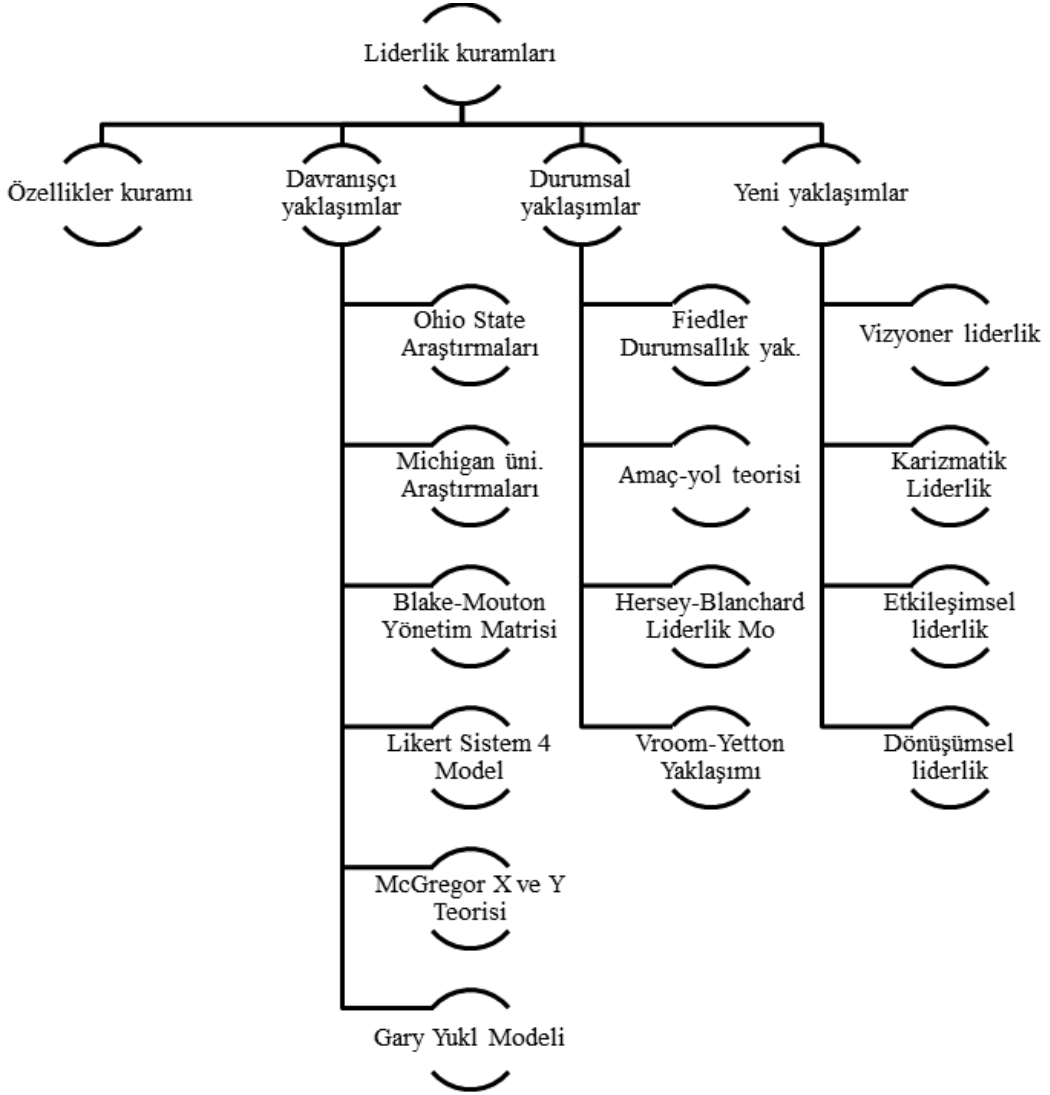 Liderlik kuramları
Özellikler kuramı
Davranışçı
yaklaşımlar
Durumsal
yaklaşımlar
Yeni yaklaşımlar
Ohio State
Araştırmaları
Michigan üni.
Araştırmaları
Blake-Mouton
Yönetim Matrisi
Likert Sistem 4
Model
McGregor X ve Y
Teorisi
Gary Yukl Modeli
Fiedler
Durumsallık yak.
Amaç-yol teorisi
Hersey-Blanchard
Liderlik Mo
Vroom-Yetton
Yaklaşımı
Vizyoner liderlik
Karizmatik
Liderlik
Etkileşimsel
liderlik
Dönüşümsel
liderlik